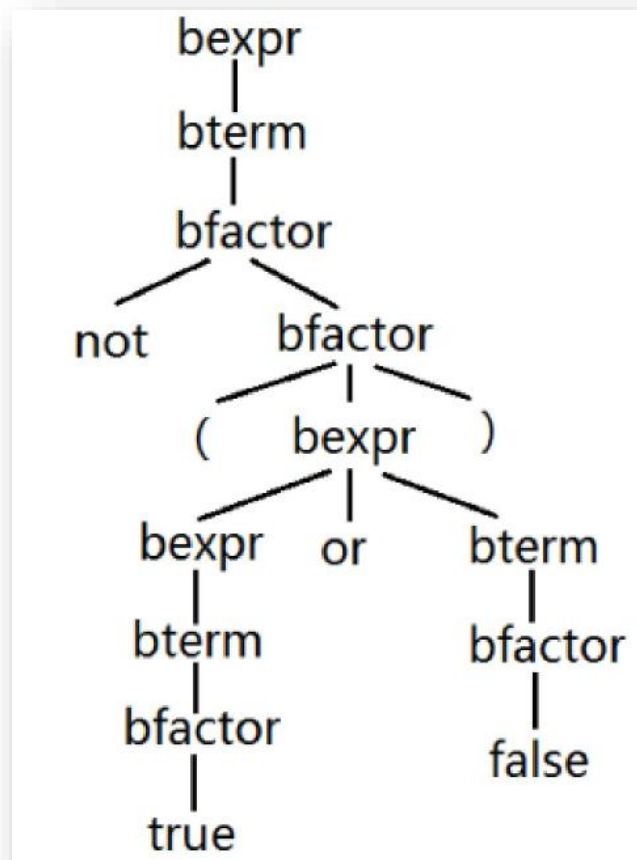 bexpr
bterm
bfactor
not bfactor
( bexpr )
bexpr or bterm
bterm bfactor
bfactor false
true